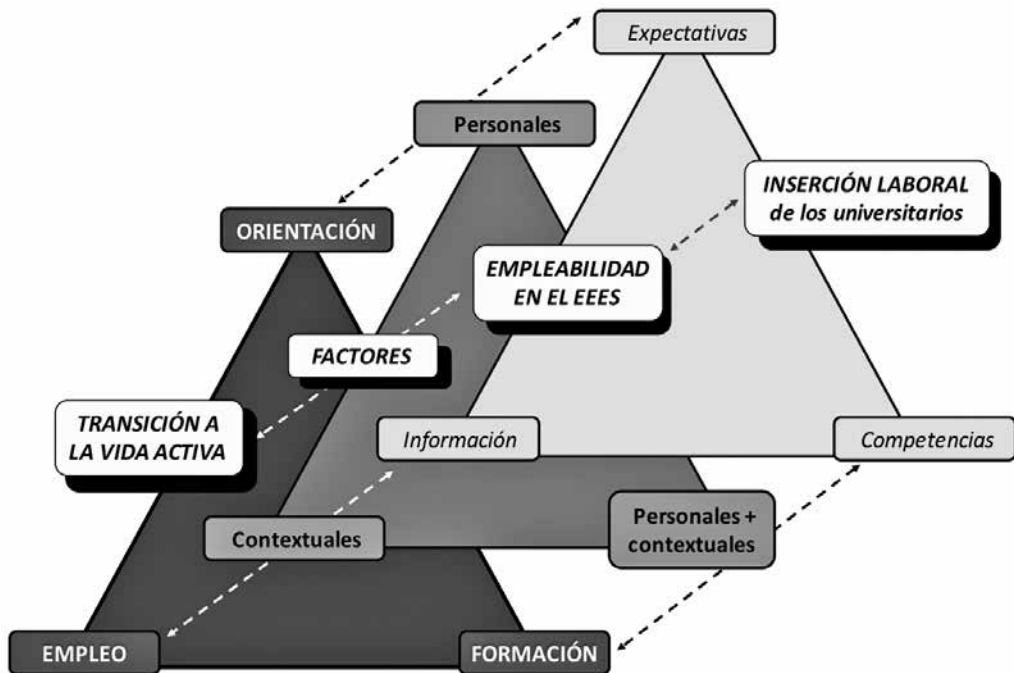 Expectativas
Personales
INSERCIÓN LABORAL
de los universitarios
ORIENTACIÓN
EMPLEABILIDAD
EN EL EEES
FACTORES
TRANSICIÓN A
LA VIDA ACTIVA
Información
Competencias
Contextuales
Personales +
contextuales
EMPLEO
FORMACIÓN